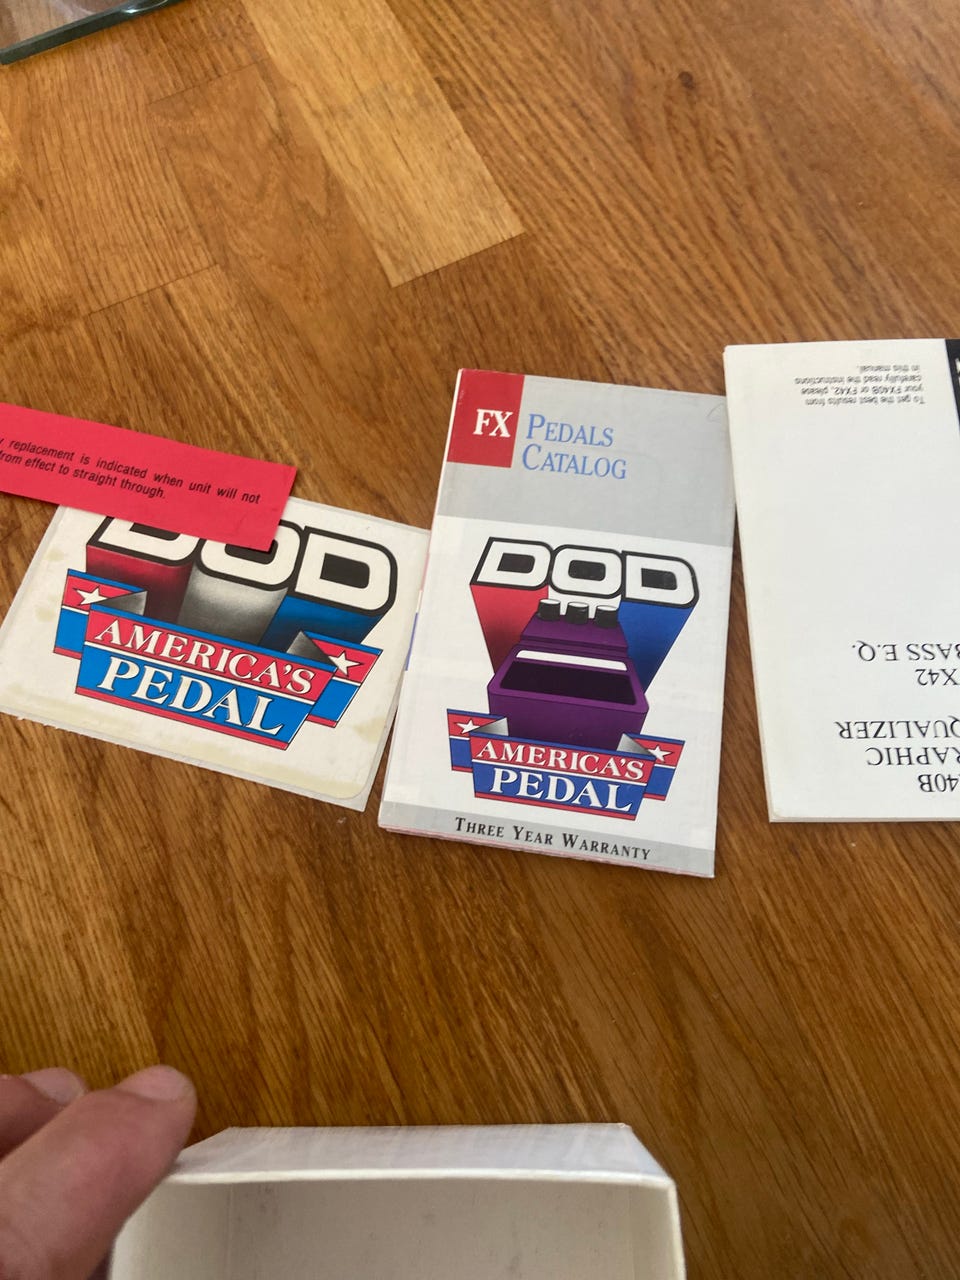 y replacement is indicated when unit will not
from effect to straight through.
DOD
AMERICA'S
PEDAL
FX PEDALS
CATALOG
DOD
AMERICA'S
PEDAL
THREE YEAR WARRANTY
40B
RAPHIC
QUALIZER
X42
BASS E.Q.
To get the best results from
your FX40B or FX42, please
carefully read the instructions
in this manual.